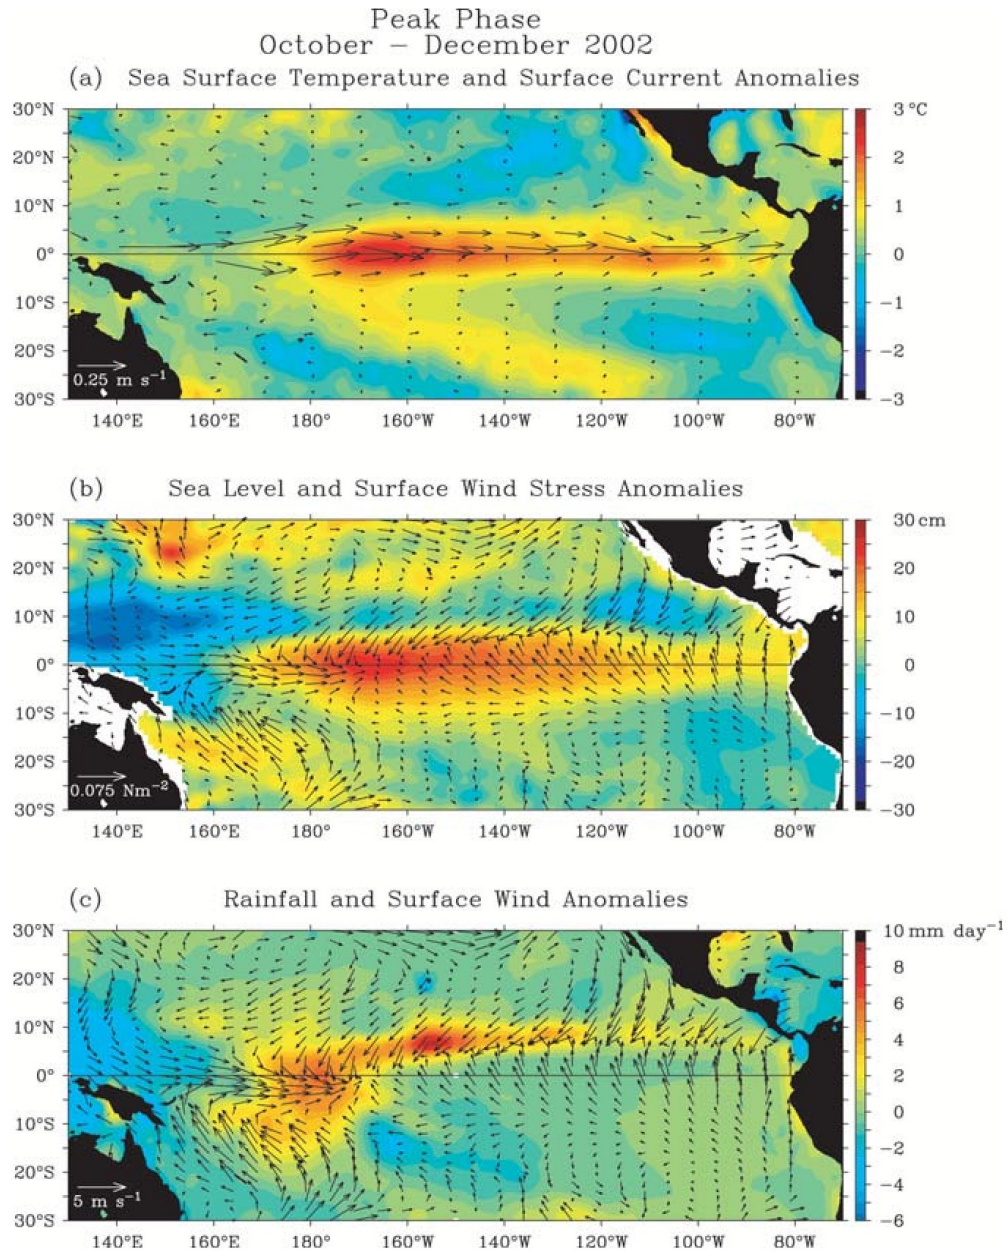 Peak Phase
October – December 2002
(a) Sea Surface Temperature and Surface Current Anomalies
30°N
20°N
10°N
0°
10°S
20°S
30°S
0.25 m s⁻¹
140°E 160°E 180° 160°W 140°W 120°W 100°W 80°W
3 °C
2
1
0
−1
−2
−3
(b) Sea Level and Surface Wind Stress Anomalies
30°N
20°N
10°N
0°
10°S
20°S
30°S
0.075 Nm⁻²
140°E 160°E 180° 160°W 140°W 120°W 100°W 80°W
30 cm
20
10
0
−10
−20
−30
(c) Rainfall and Surface Wind Anomalies
30°N
20°N
10°N
0°
10°S
20°S
30°S
5 m s⁻¹
140°E 160°E 180° 160°W 140°W 120°W 100°W 80°W
10 mm day⁻¹
8
6
4
2
0
−2
−4
−6